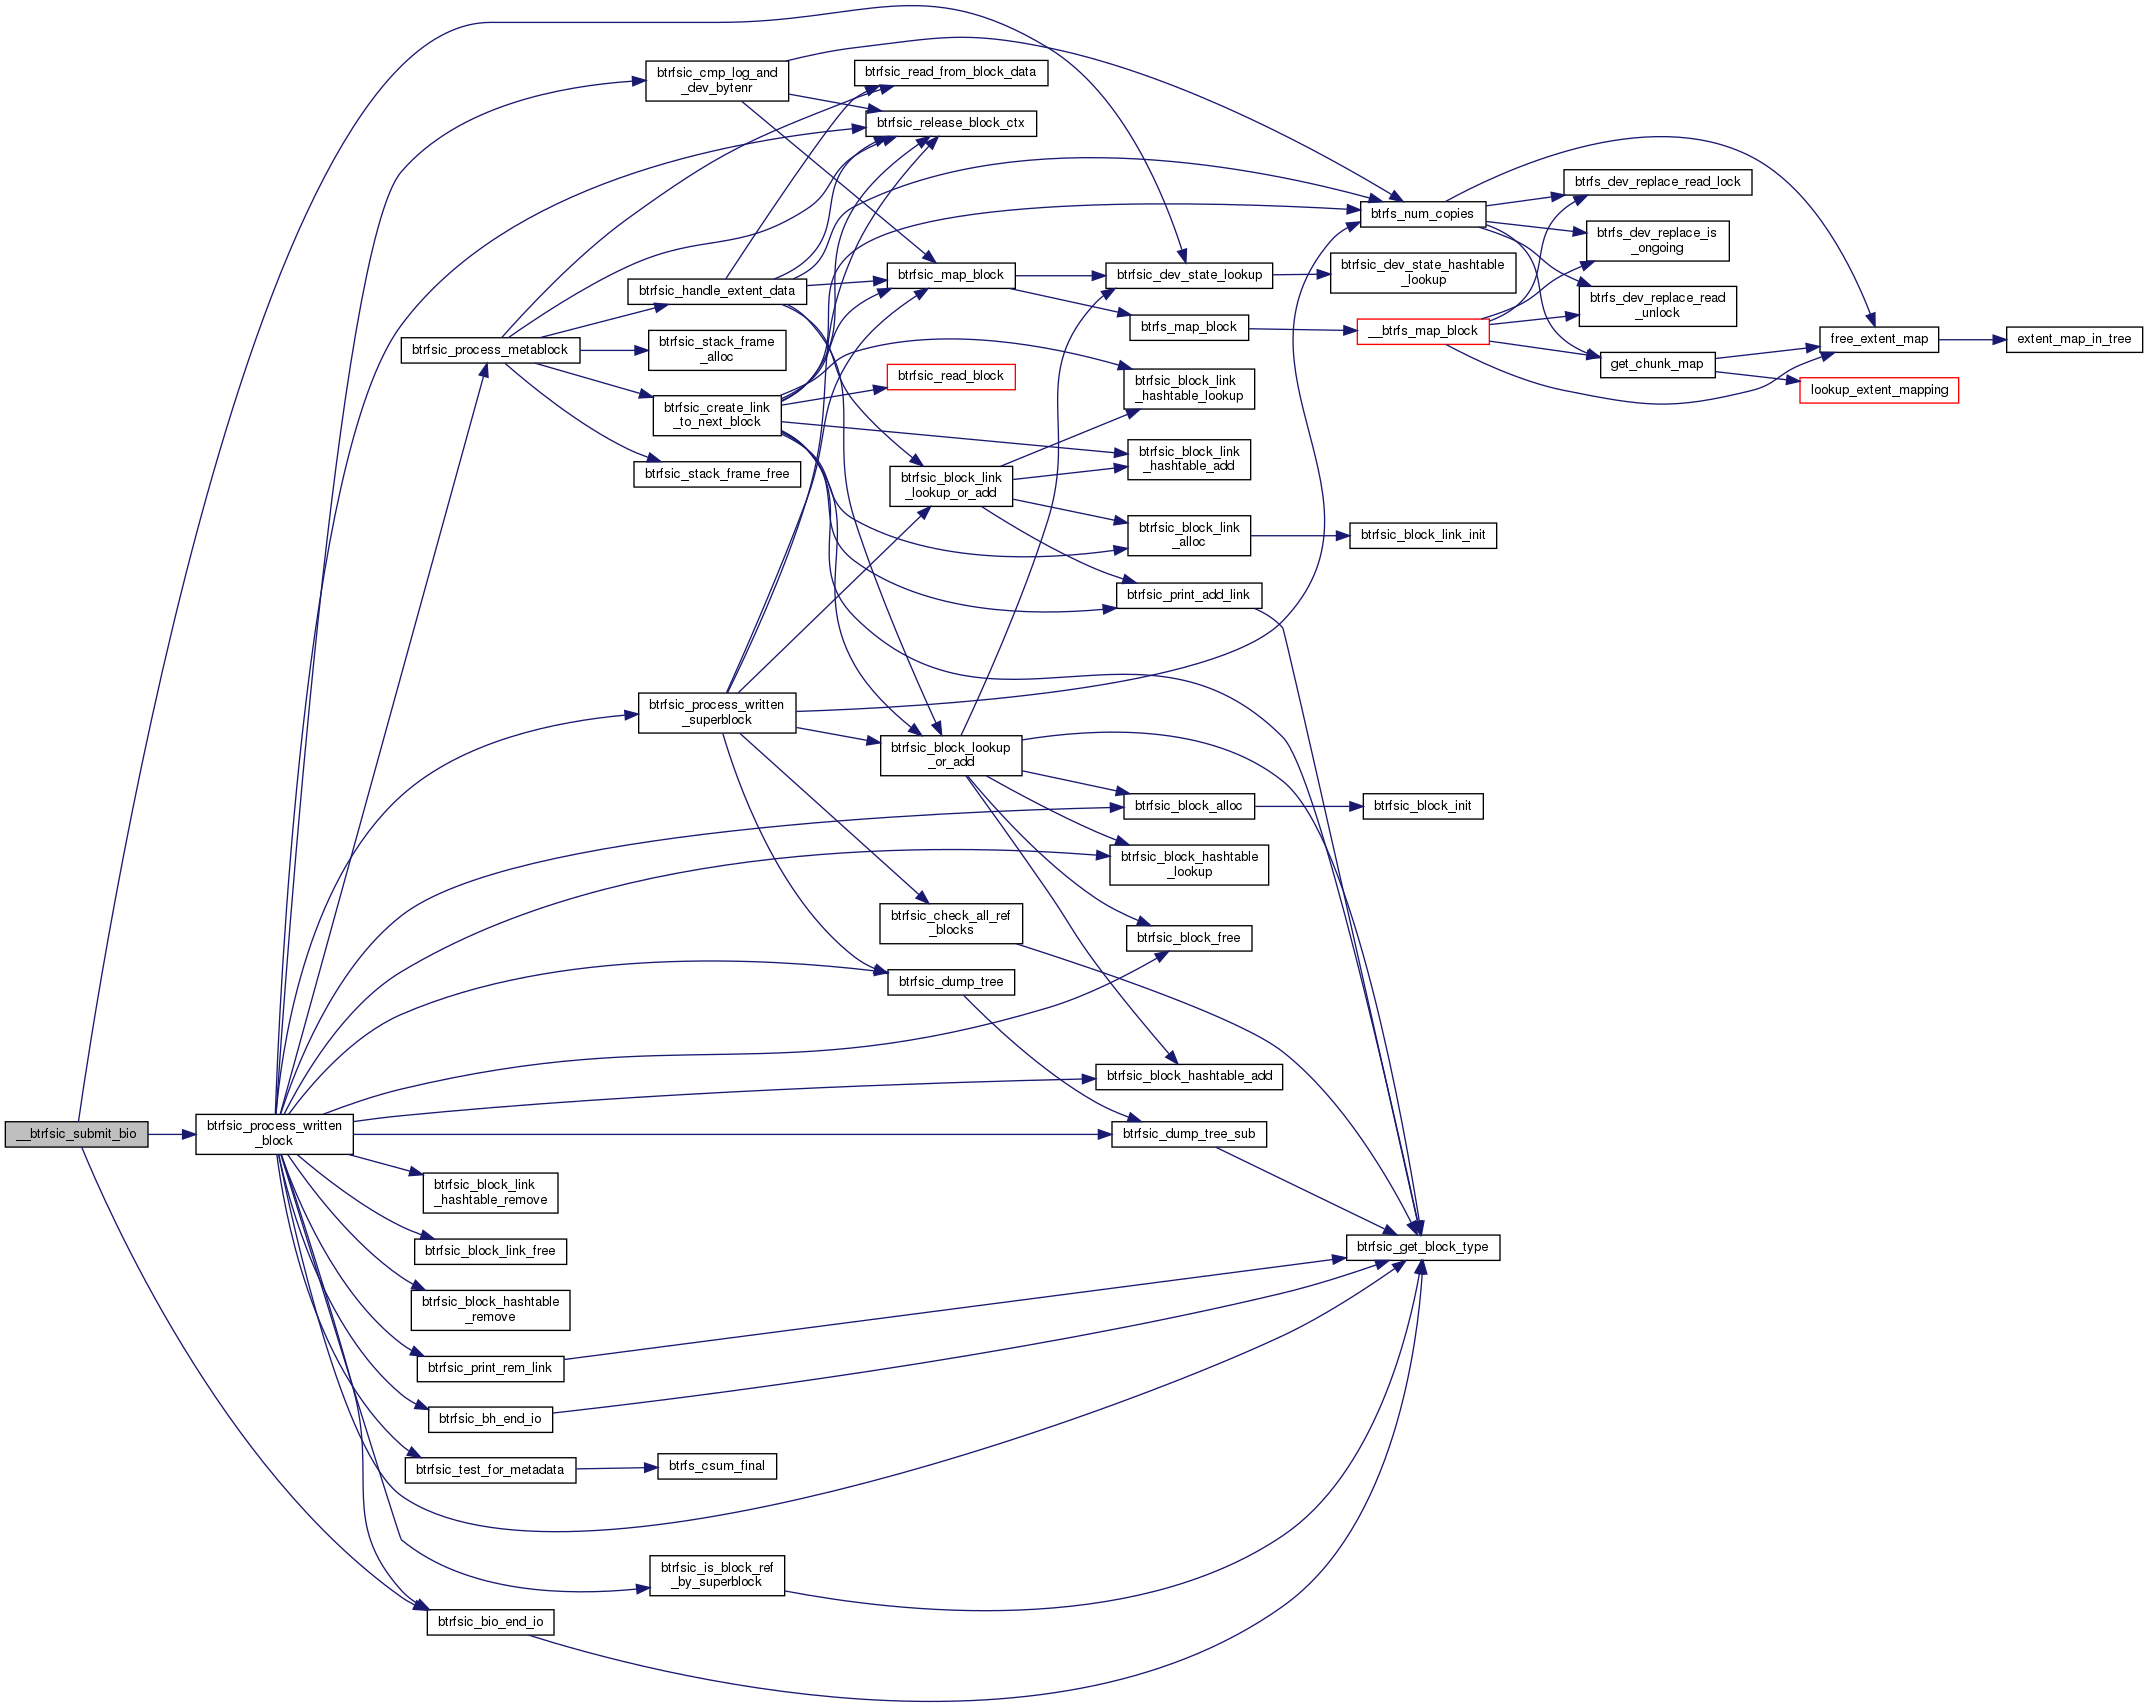 __btrfsic_submit_bio
btrfsic_process_written
_block
btrfsic_process_metablock
btrfsic_block_link
_hashtable_remove
btrfsic_block_link_free
btrfsic_block_hashtable
_remove
btrfsic_print_rem_link
btrfsic_bh_end_io
btrfsic_test_for_metadata
btrfsic_bio_end_io
btrfsic_cmp_log_and
_dev_bytenr
btrfsic_handle_extent_data
btrfsic_stack_frame
_alloc
btrfsic_create_link
_to_next_block
btrfsic_stack_frame_free
btrfsic_process_written
_superblock
btrfs_csum_final
btrfsic_is_block_ref
_by_superblock
btrfsic_read_from_block_data
btrfsic_release_block_ctx
btrfsic_map_block
btrfsic_read_block
btrfsic_block_link
_lookup_or_add
btrfsic_block_lookup
_or_add
btrfsic_check_all_ref
_blocks
btrfsic_dump_tree
btrfsic_dev_state_lookup
btrfs_map_block
btrfsic_block_link
_hashtable_lookup
btrfsic_block_link
_hashtable_add
btrfsic_block_link
_alloc
btrfsic_print_add_link
btrfsic_block_alloc
btrfsic_block_hashtable
_lookup
btrfsic_block_free
btrfsic_block_hashtable_add
btrfsic_dump_tree_sub
btrfs_num_copies
btrfsic_dev_state_hashtable
_lookup
__btrfs_map_block
btrfsic_block_link_init
btrfsic_block_init
btrfsic_get_block_type
btrfs_dev_replace_read_lock
btrfs_dev_replace_is
_ongoing
btrfs_dev_replace_read
_unlock
get_chunk_map
free_extent_map
lookup_extent_mapping
extent_map_in_tree